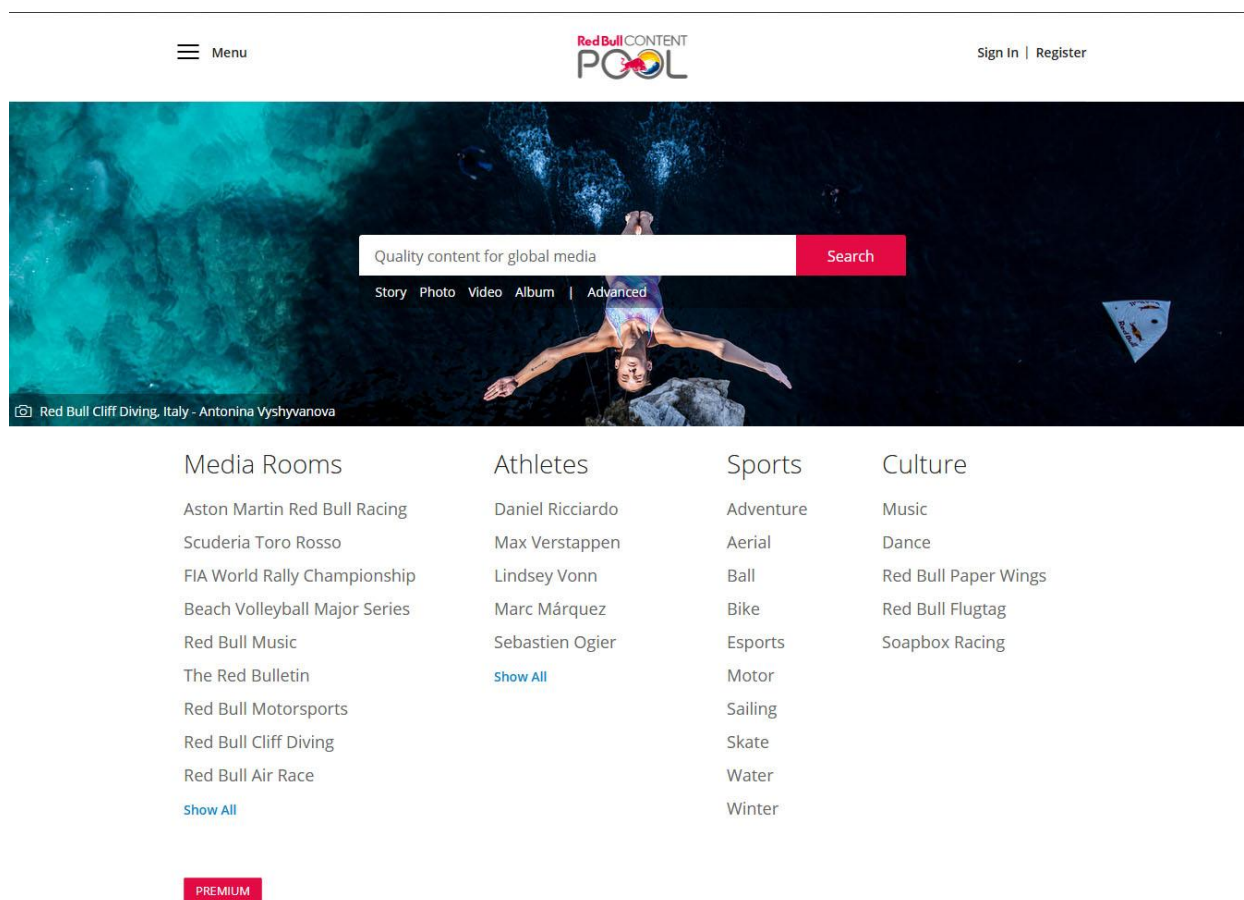 Menu
Red Bull CONTENT
POOL
Sign In | Register
Quality content for global media
Search
Story Photo Video Album | Advanced
Red Bull
Red Bull Cliff Diving, Italy - Antonina Vyshyvanova
Media Rooms
Aston Martin Red Bull Racing
Scuderia Toro Rosso
FIA World Rally Championship
Beach Volleyball Major Series
Red Bull Music
The Red Bulletin
Red Bull Motorsports
Red Bull Cliff Diving
Red Bull Air Race
Show All
Athletes
Daniel Ricciardo
Max Verstappen
Lindsey Vonn
Marc Márquez
Sebastien Ogier
Show All
Sports
Adventure
Aerial
Ball
Bike
Esports
Motor
Sailing
Skate
Water
Winter
Culture
Music
Dance
Red Bull Paper Wings
Red Bull Flugtag
Soapbox Racing
PREMIUM